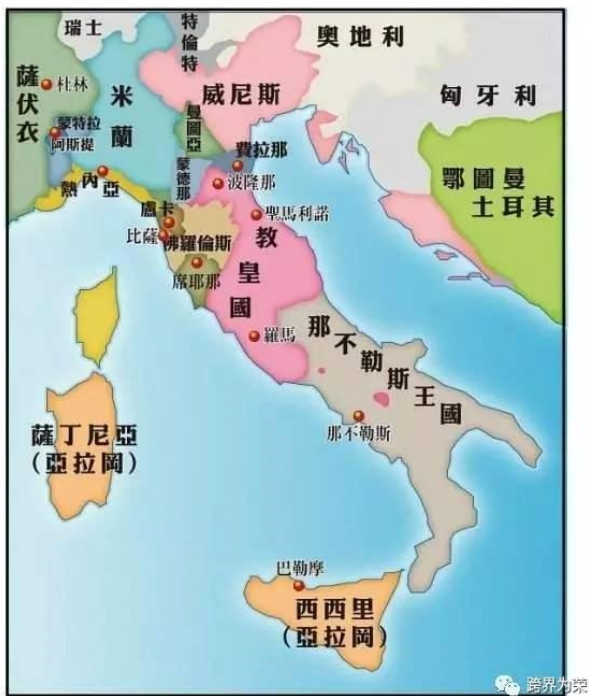 瑞士
特倫特
奧地利
薩伏衣
杜林
米蘭
威尼斯
匈牙利
蒙特拉
阿斯提
曼圖亞
費拉那
鄂圖曼
土耳其
熱內亞
蒙德那
波隆那
盧卡
比薩
佛羅倫斯
聖馬利諾
席耶那
教皇國
羅馬
那不勒斯王國
那不勒斯
薩丁尼亞
(亞拉岡)
巴勒摩
西西里
(亞拉岡)
跨界为荣